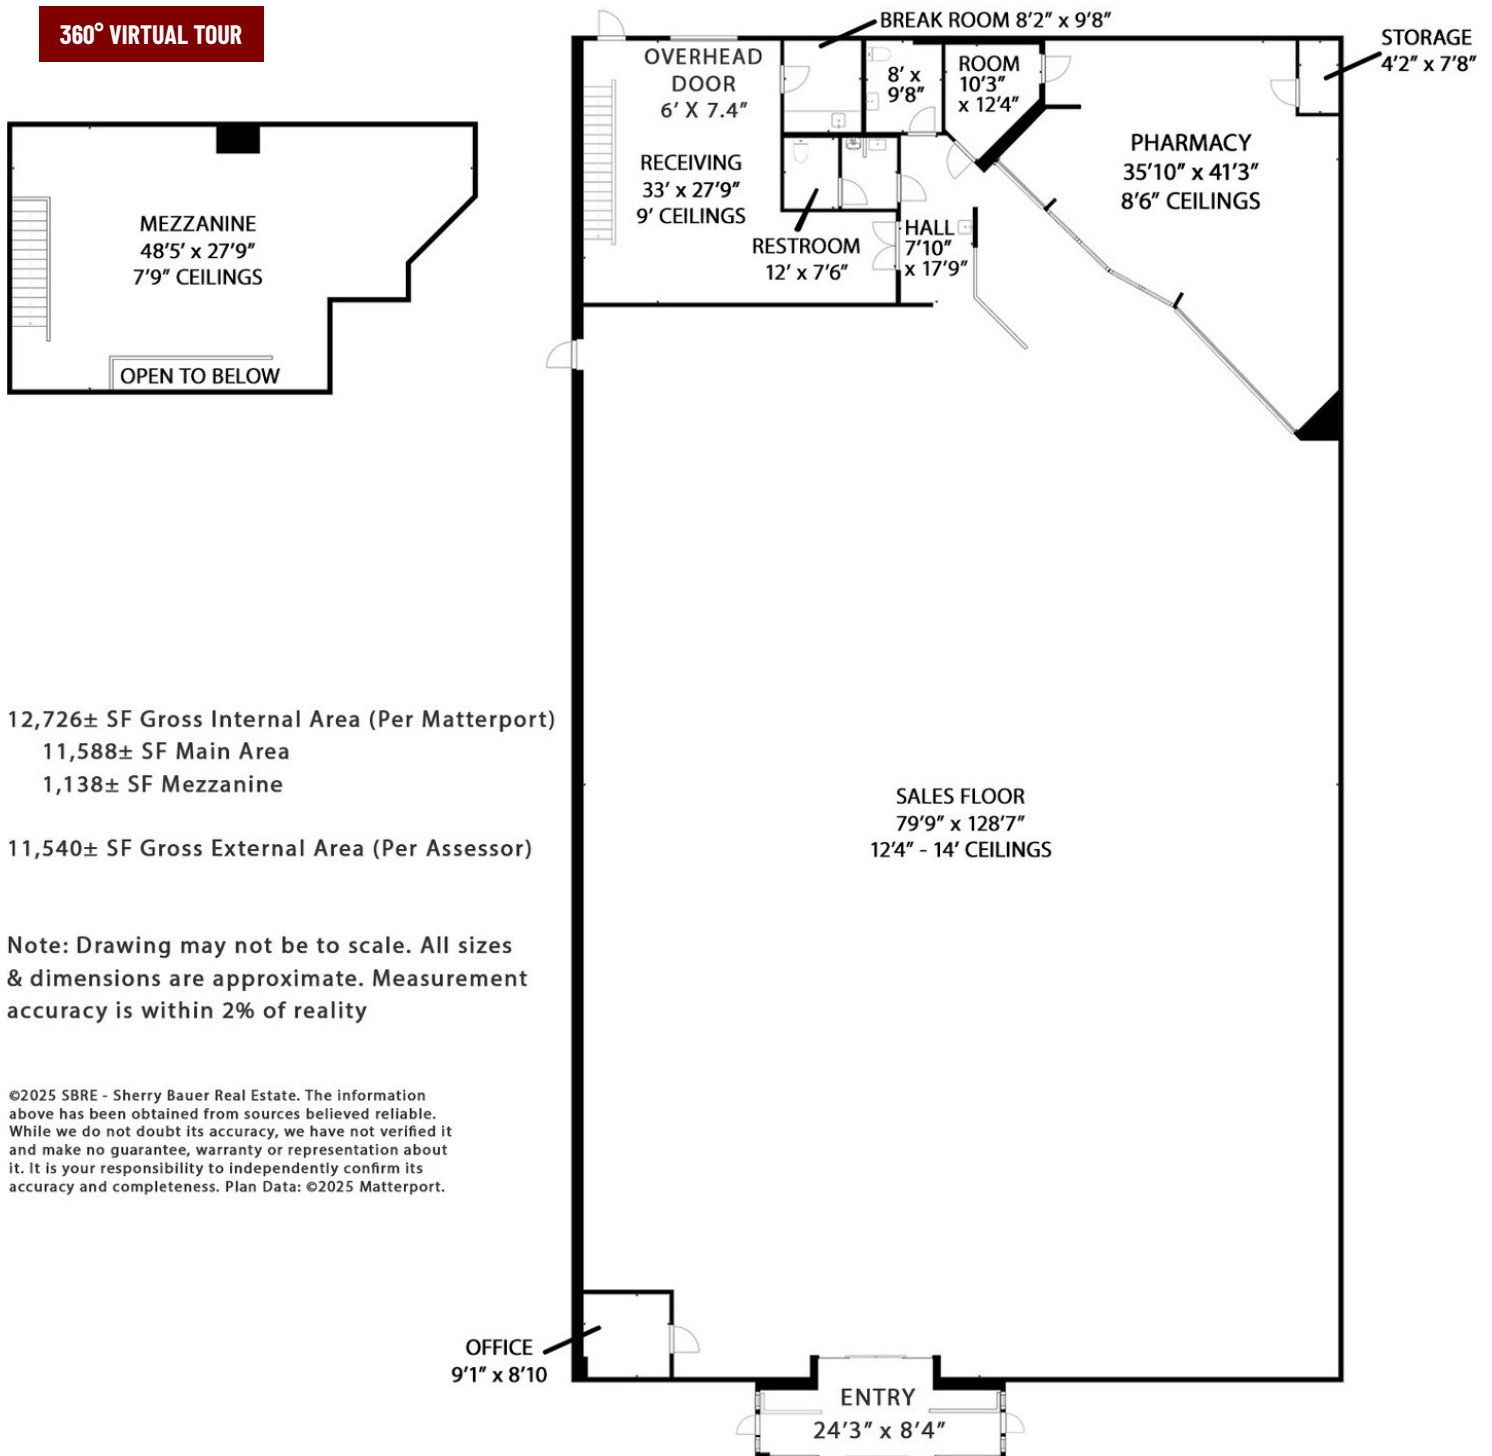 360° VIRTUAL TOUR
BREAK ROOM 8'2" x 9'8"
STORAGE
4'2" x 7'8"
OVERHEAD
DOOR
6' X 7.4"
8' x
9'8"
ROOM
10'3"
x 12'4"
PHARMACY
35'10" x 41'3"
8'6" CEILINGS
RECEIVING
33' x 27'9"
9' CEILINGS
RESTROOM
12' x 7'6"
HALL
7'10"
x 17'9"
MEZZANINE
48'5' x 27'9"
7'9" CEILINGS
OPEN TO BELOW
12,726± SF Gross Internal Area (Per Matterport)
11,588± SF Main Area
1,138± SF Mezzanine
11,540± SF Gross External Area (Per Assessor)
SALES FLOOR
79'9" x 128'7"
12'4" - 14' CEILINGS
Note: Drawing may not be to scale. All sizes
& dimensions are approximate. Measurement
accuracy is within 2% of reality
©2025 SBRE - Sherry Bauer Real Estate. The information
above has been obtained from sources believed reliable.
While we do not doubt its accuracy, we have not verified it
and make no guarantee, warranty or representation about
it. It is your responsibility to independently confirm its
accuracy and completeness. Plan Data: ©2025 Matterport.
OFFICE
9'1" x 8'10
ENTRY
24'3" x 8'4"